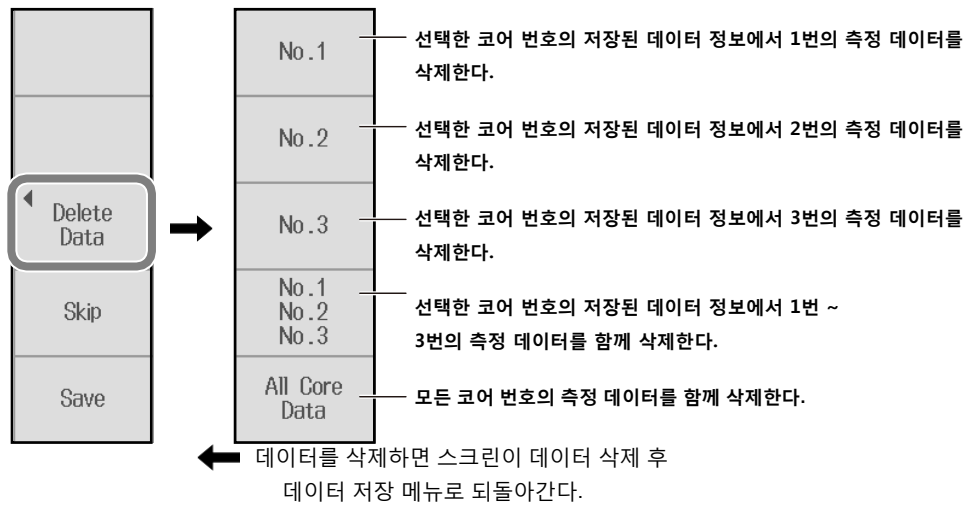 Delete
Data
Skip
Save
No.1
선택한 코어 번호의 저장된 데이터 정보에서 1번의 측정 데이터를
삭제한다.
No.2
선택한 코어 번호의 저장된 데이터 정보에서 2번의 측정 데이터를
삭제한다.
No.3
선택한 코어 번호의 저장된 데이터 정보에서 3번의 측정 데이터를
삭제한다.
No.1
No.2
No.3
선택한 코어 번호의 저장된 데이터 정보에서 1번 ~
3번의 측정 데이터를 함께 삭제한다.
All Core
Data
모든 코어 번호의 측정 데이터를 함께 삭제한다.
데이터를 삭제하면 스크린이 데이터 삭제 후
데이터 저장 메뉴로 되돌아간다.